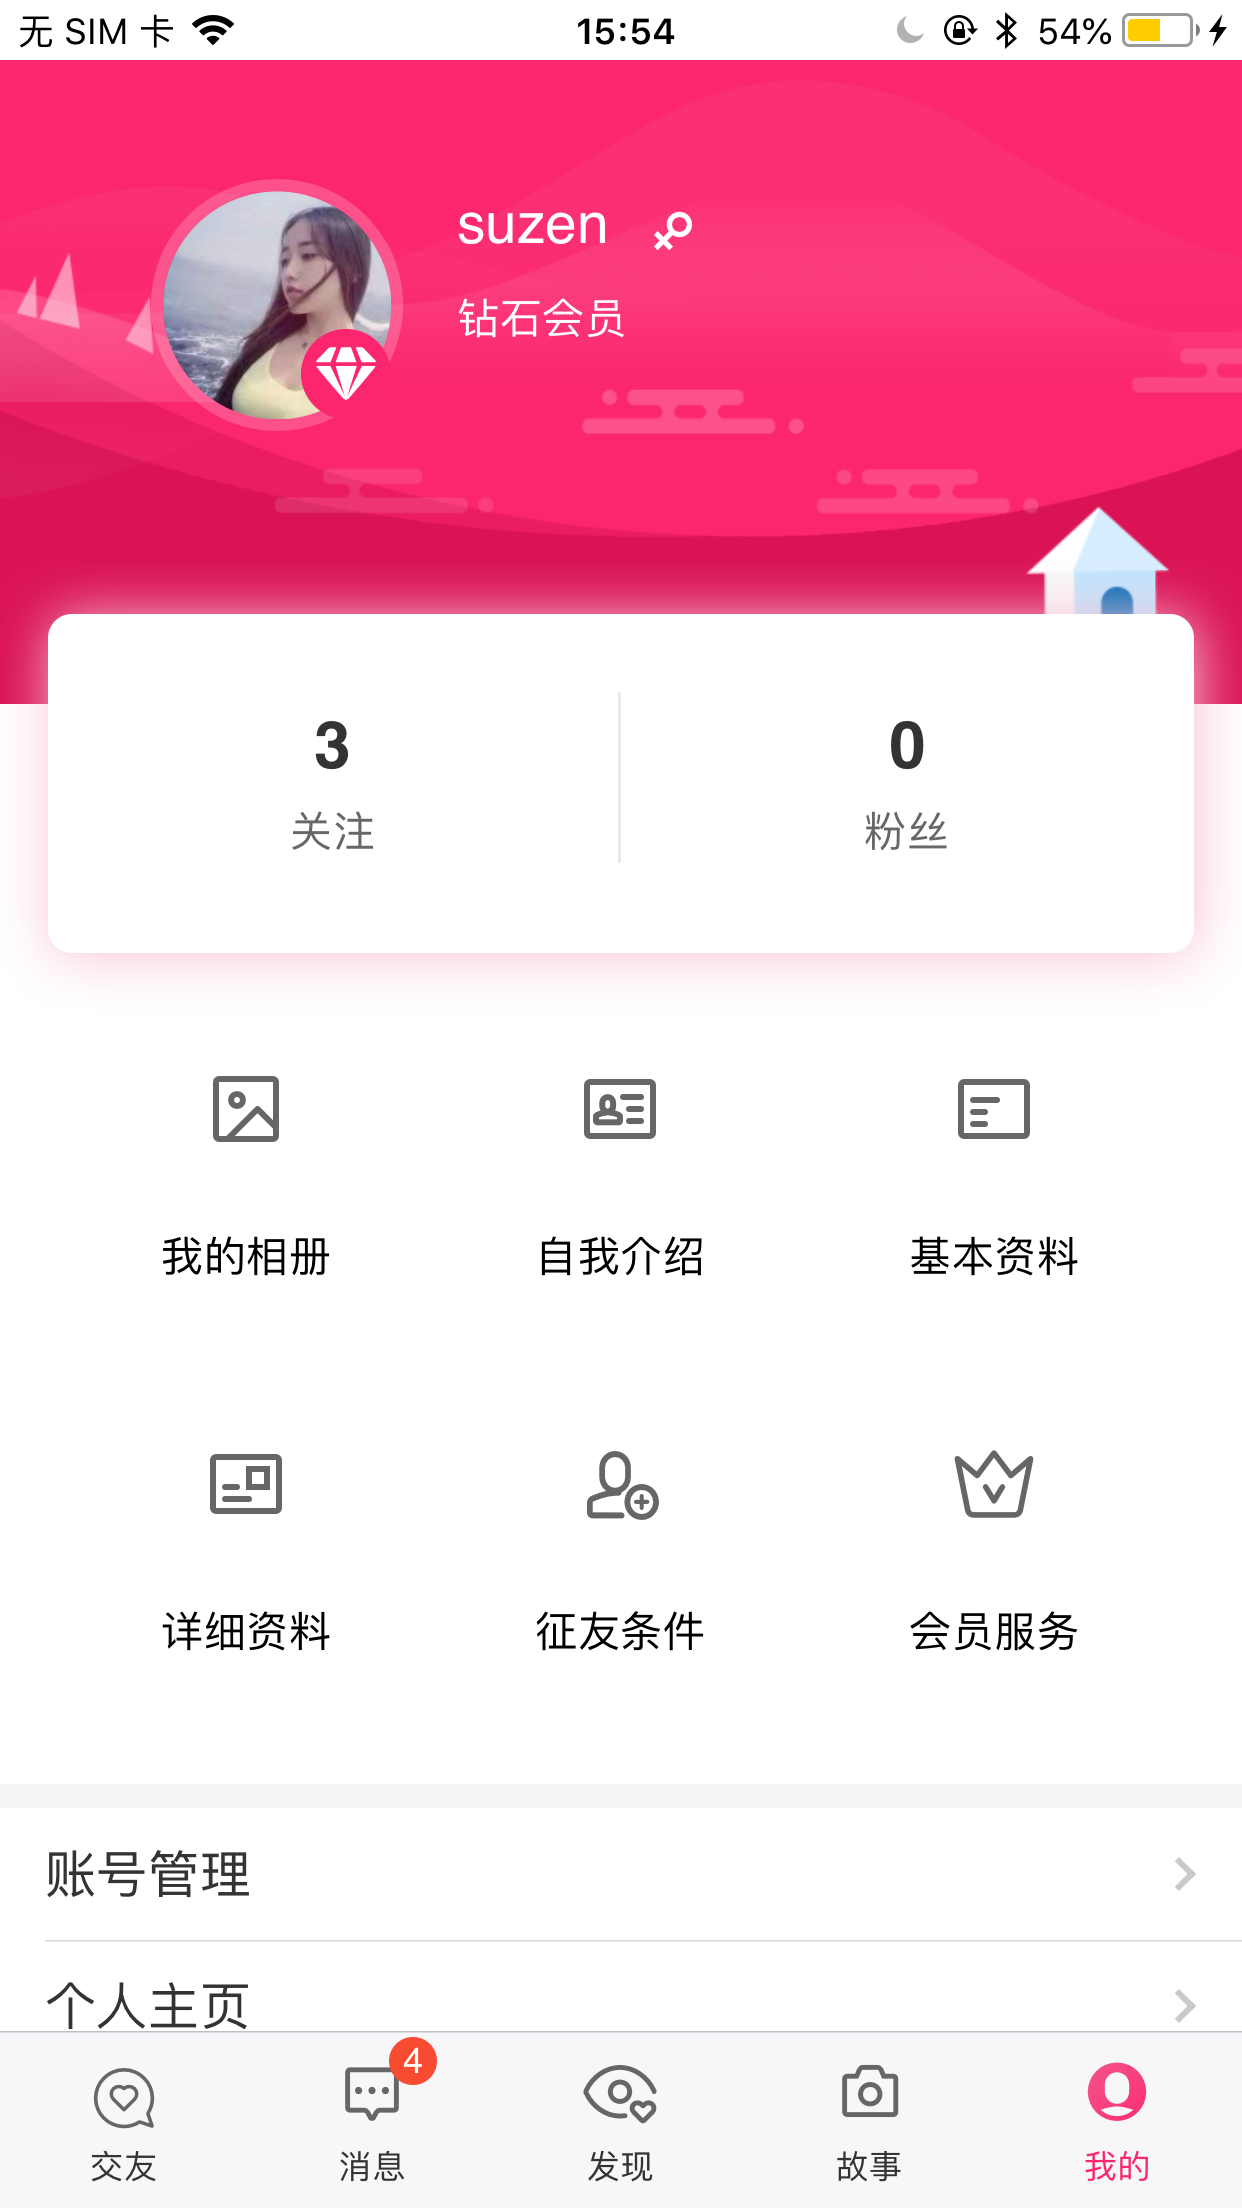 无 SIM 卡 15:54 54%
suzen
钻石会员
3 0
关注 粉丝
我的相册 自我介绍 基本资料
详细资料 征友条件 会员服务
账号管理
个人主页
4
交友 消息 发现 故事 我的